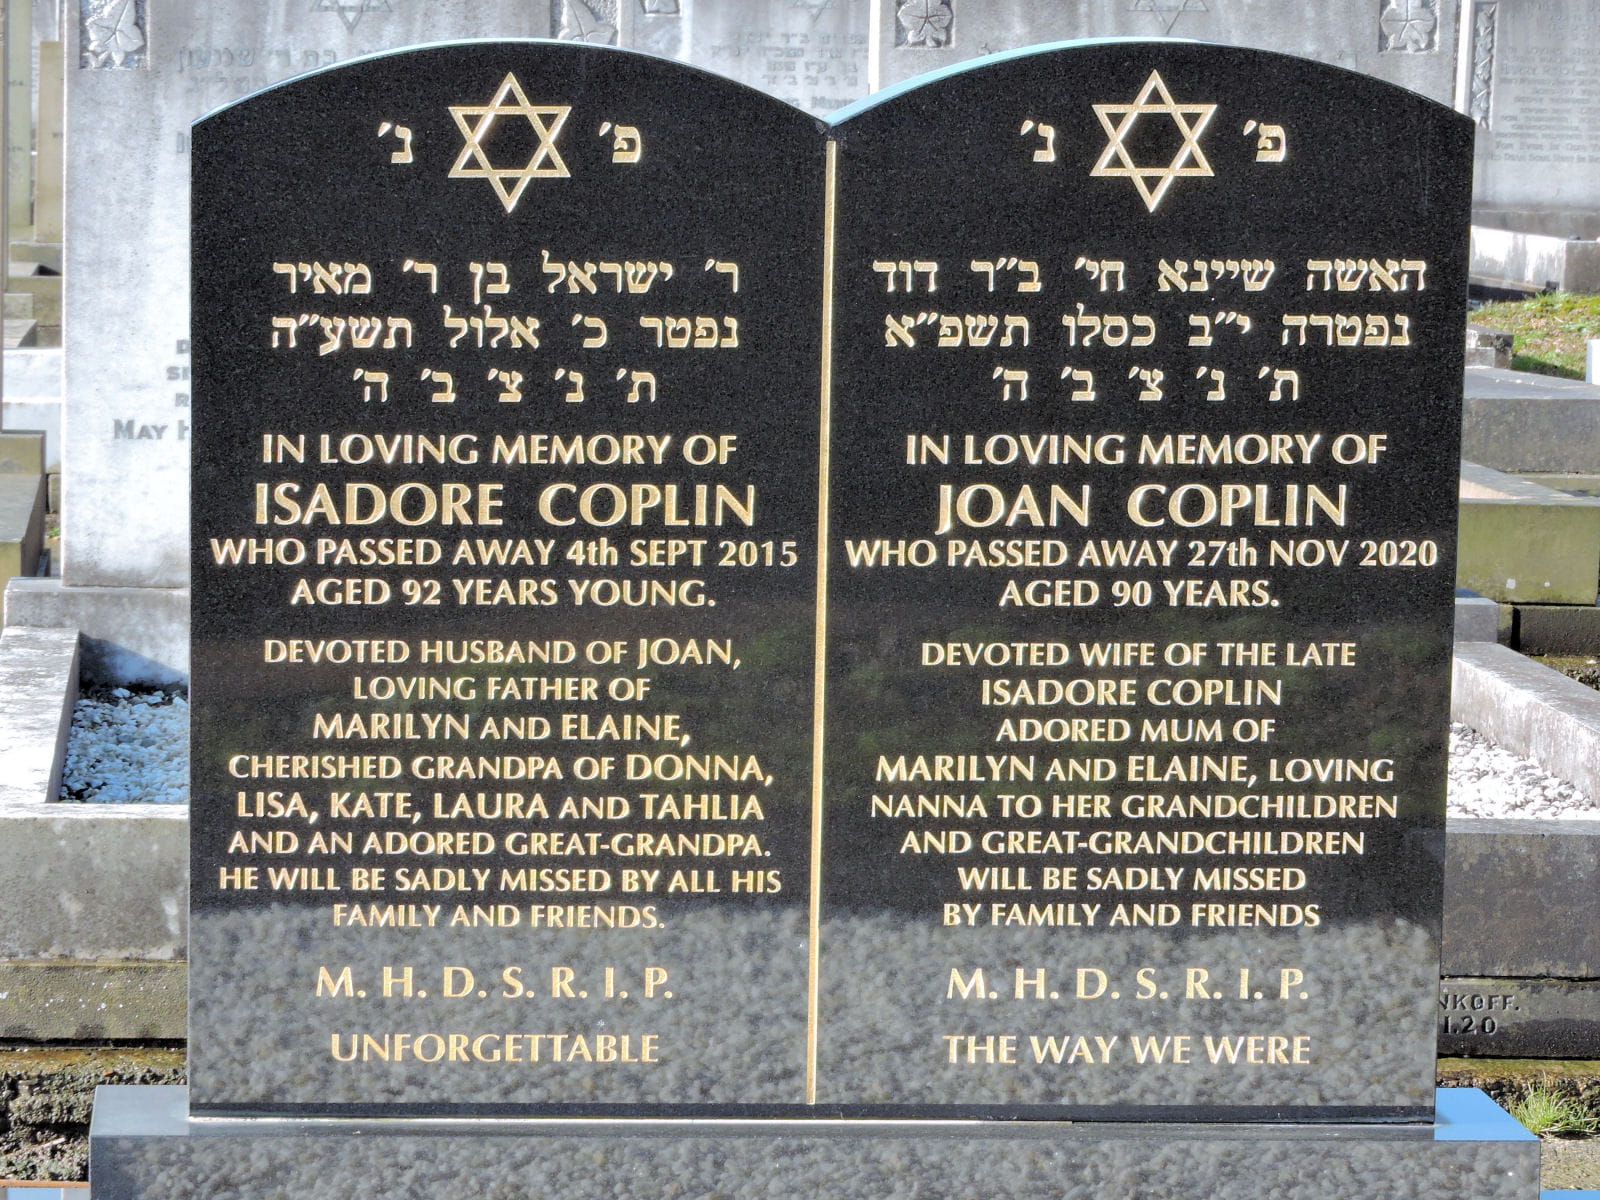 פ׳ נ׳
ר׳ ישראל בן ר׳ מאיר
נפטר כ׳ אלול תשע״ה
ת׳ נ׳ צ׳ ב׳ ה׳
IN LOVING MEMORY OF
ISADORE COPLIN
WHO PASSED AWAY 4th SEPT 2015
AGED 92 YEARS YOUNG.
DEVOTED HUSBAND OF JOAN,
LOVING FATHER OF
MARILYN AND ELAINE,
CHERISHED GRANDPA OF DONNA,
LISA, KATE, LAURA AND TAHLIA
AND AN ADORED GREAT-GRANDPA.
HE WILL BE SADLY MISSED BY ALL HIS
FAMILY AND FRIENDS.
M. H. D. S. R. I. P.
UNFORGETTABLE
פ׳ נ׳
האשה שיינא חי׳ ב״ר דוד
נפטרה י״ב כסלו תשפ״א
ת׳ נ׳ צ׳ ב׳ ה׳
IN LOVING MEMORY OF
JOAN COPLIN
WHO PASSED AWAY 27th NOV 2020
AGED 90 YEARS.
DEVOTED WIFE OF THE LATE
ISADORE COPLIN
ADORED MUM OF
MARILYN AND ELAINE, LOVING
NANNA TO HER GRANDCHILDREN
AND GREAT-GRANDCHILDREN
WILL BE SADLY MISSED
BY FAMILY AND FRIENDS
M. H. D. S. R. I. P.
THE WAY WE WERE
MAY